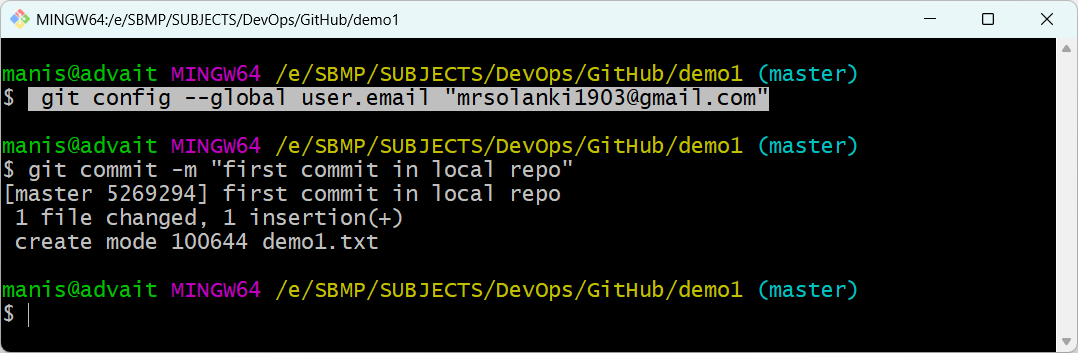 MINGW64:/e/SBMP/SUBJECTS/DevOps/GitHub/demo1
manis@advait MINGW64 /e/SBMP/SUBJECTS/DevOps/GitHub/demo1 (master)
$  git config --global user.email "mrsolanki1903@gmail.com"
manis@advait MINGW64 /e/SBMP/SUBJECTS/DevOps/GitHub/demo1 (master)
$ git commit -m "first commit in local repo"
[master 5269294] first commit in local repo
 1 file changed, 1 insertion(+)
 create mode 100644 demo1.txt
manis@advait MINGW64 /e/SBMP/SUBJECTS/DevOps/GitHub/demo1 (master)
$